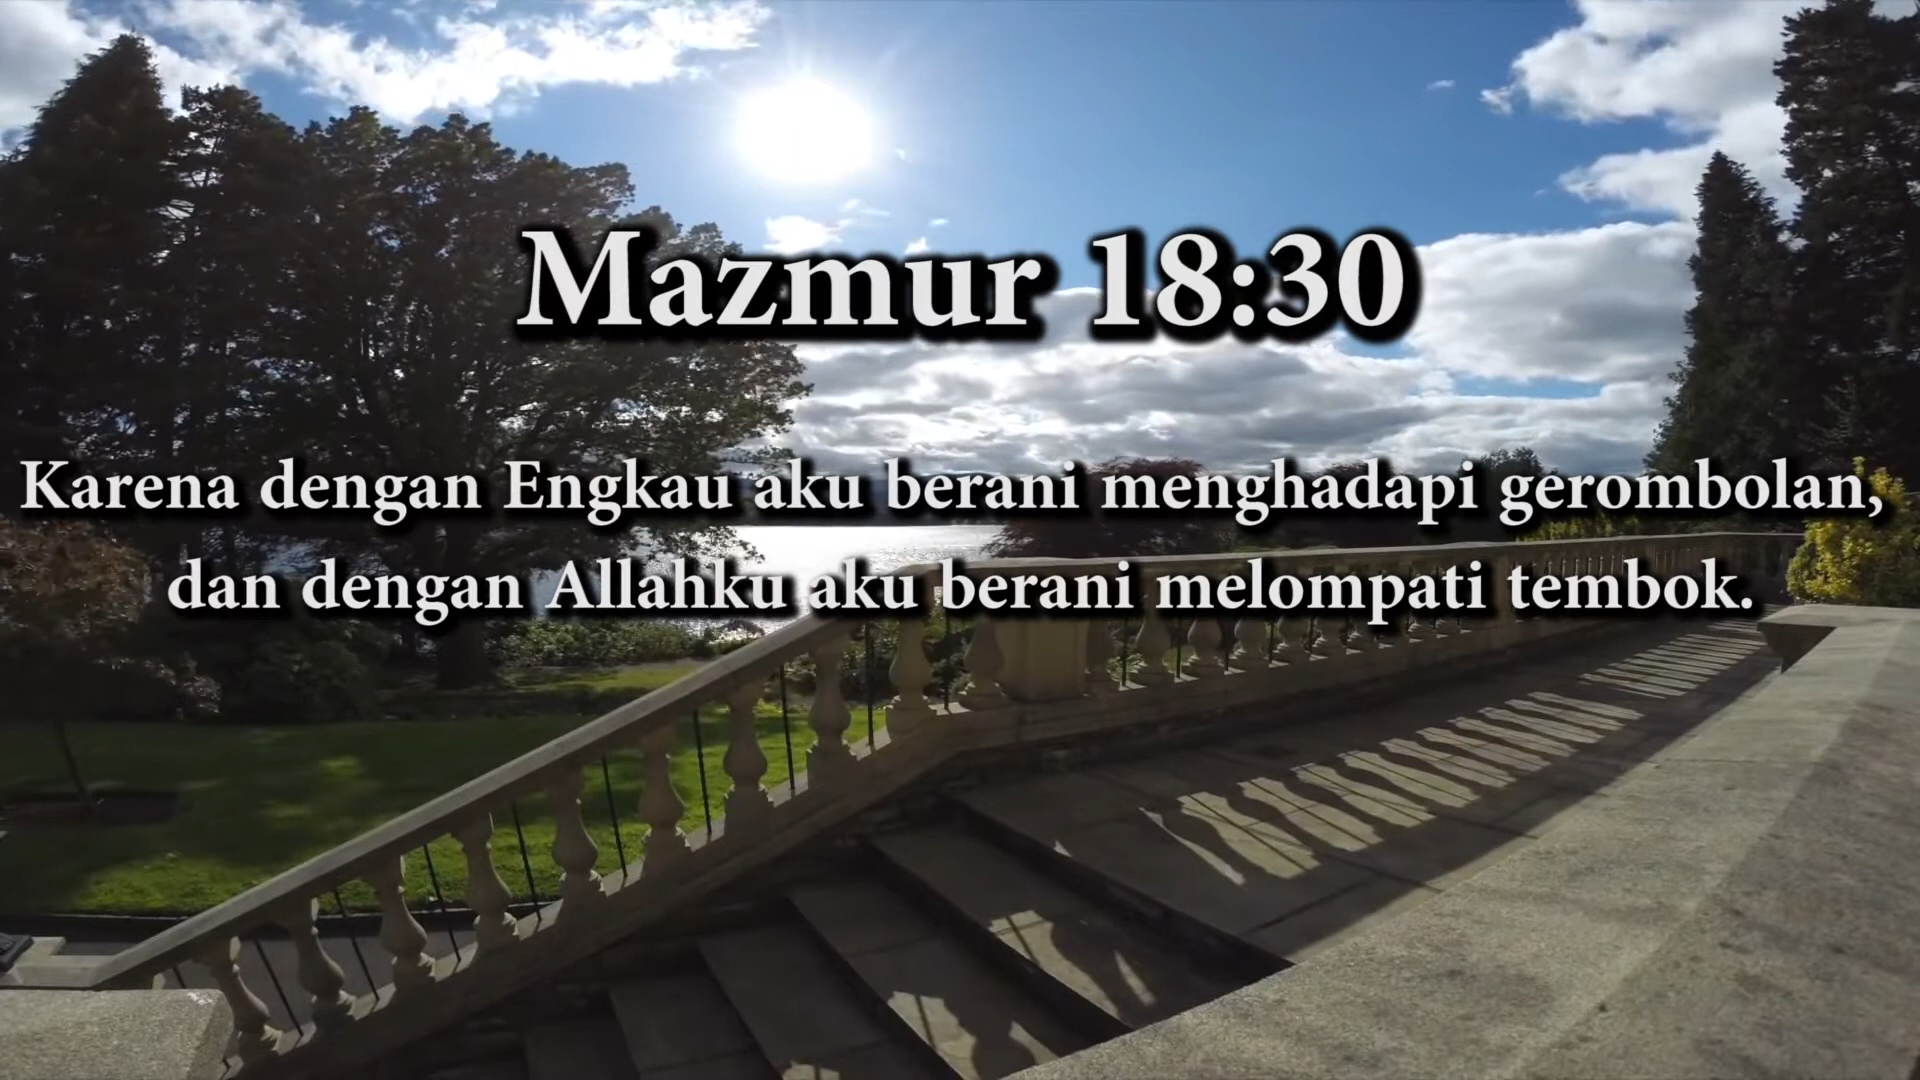 Mazmur 18:30
Karena dengan Engkau aku berani menghadapi gerombolan,
dan dengan Allahku aku berani melompati tembok.